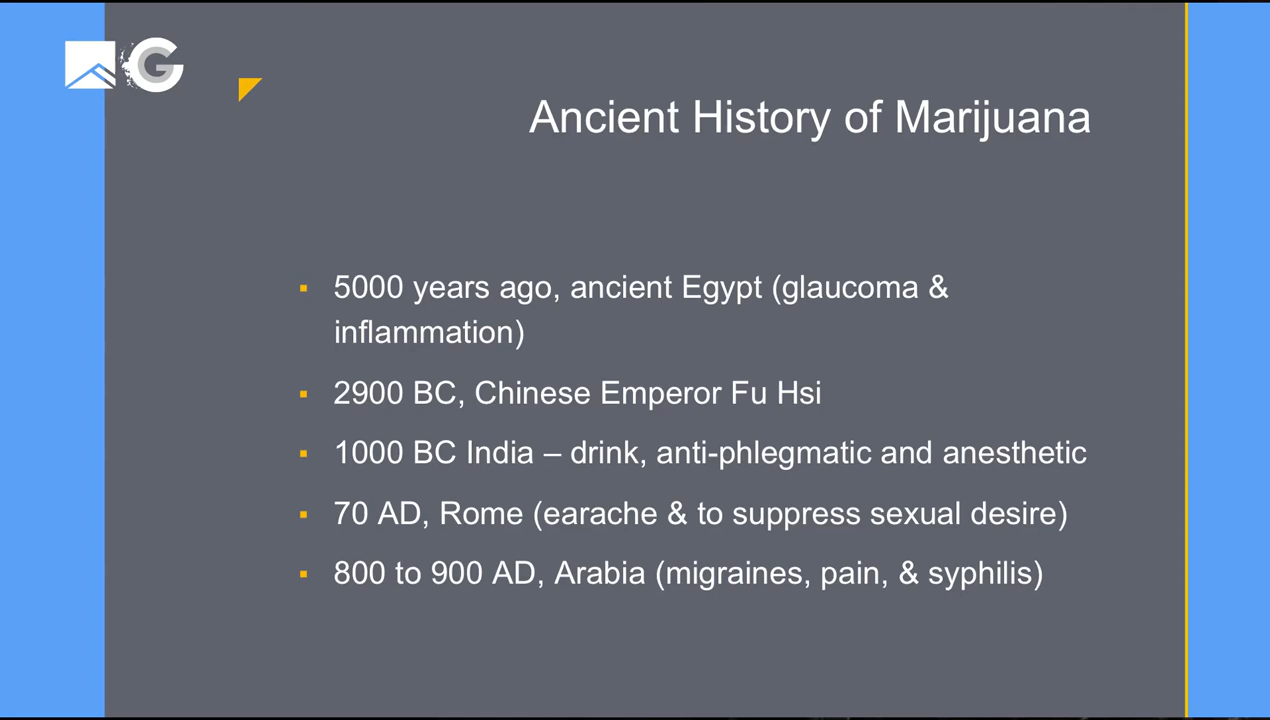 G
Ancient History of Marijuana
▪ 5000 years ago, ancient Egypt (glaucoma &
inflammation)
▪ 2900 BC, Chinese Emperor Fu Hsi
▪ 1000 BC India – drink, anti-phlegmatic and anesthetic
▪ 70 AD, Rome (earache & to suppress sexual desire)
▪ 800 to 900 AD, Arabia (migraines, pain, & syphilis)